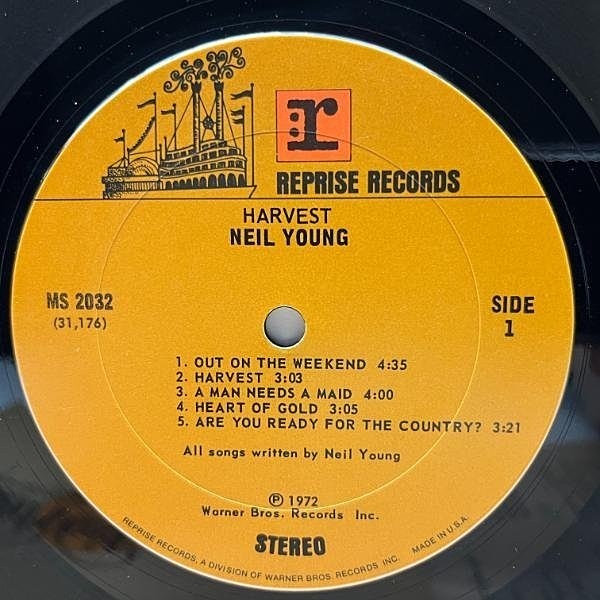 :r
REPRISE RECORDS
HARVEST
NEIL YOUNG
MS 2032
(31,176)
SIDE
1
1. OUT ON THE WEEKEND 4:35
2. HARVEST 3:03
3. A MAN NEEDS A MAID 4:00
4. HEART OF GOLD 3:05
5. ARE YOU READY FOR THE COUNTRY? 3:21
All songs written by Neil Young
℗ 1972
Warner Bros. Records Inc.
STEREO
REPRISE RECORDS, A DIVISION OF WARNER BROS. RECORDS INC. MADE IN U.S.A.